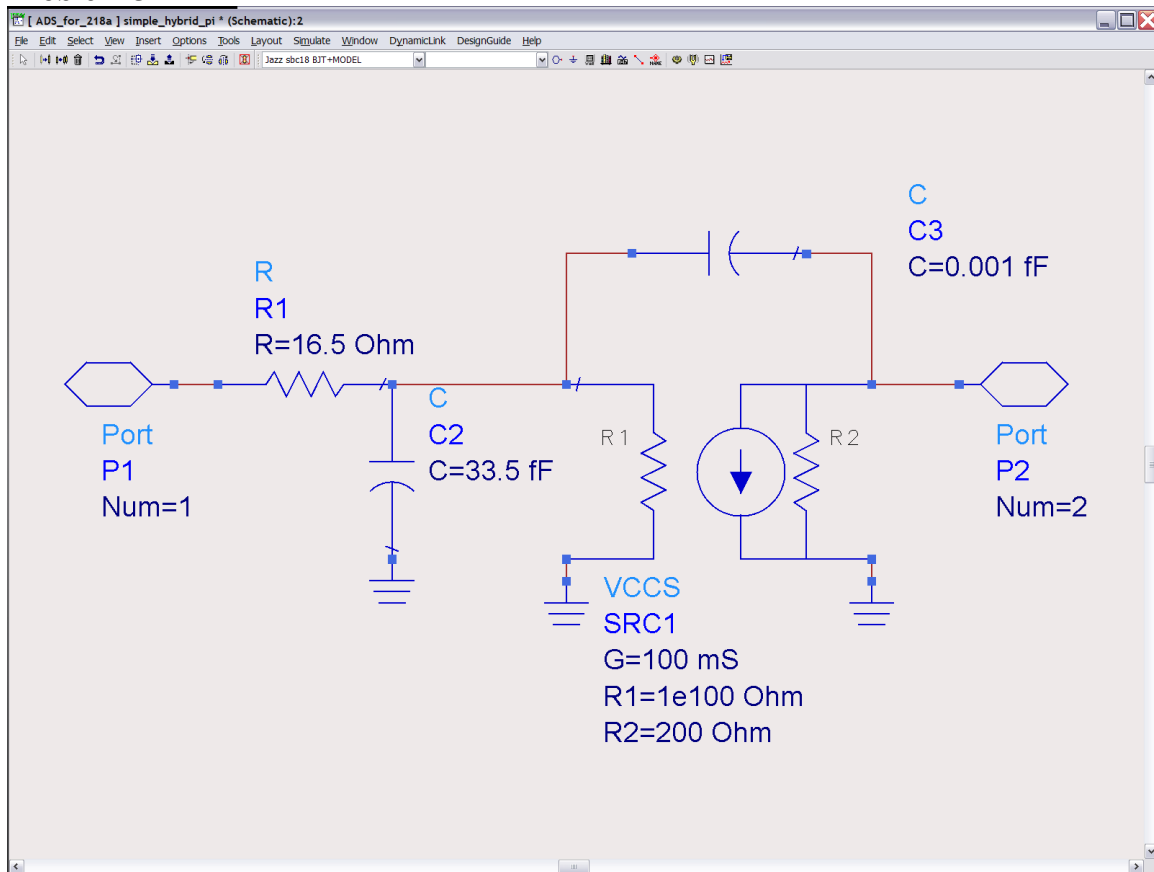 [ ADS_for_218a ] simple_hybrid_pi * (Schematic):2
File Edit Select View Insert Options Tools Layout Simulate Window DynamicLink DesignGuide Help
Jazz sbc18 BJT+MODEL
C
C3
C=0.001 fF
R
R1
R=16.5 Ohm
C
C2
C=33.5 fF
R1
R2
Port
P1
Num=1
Port
P2
Num=2
VCCS
SRC1
G=100 mS
R1=1e100 Ohm
R2=200 Ohm